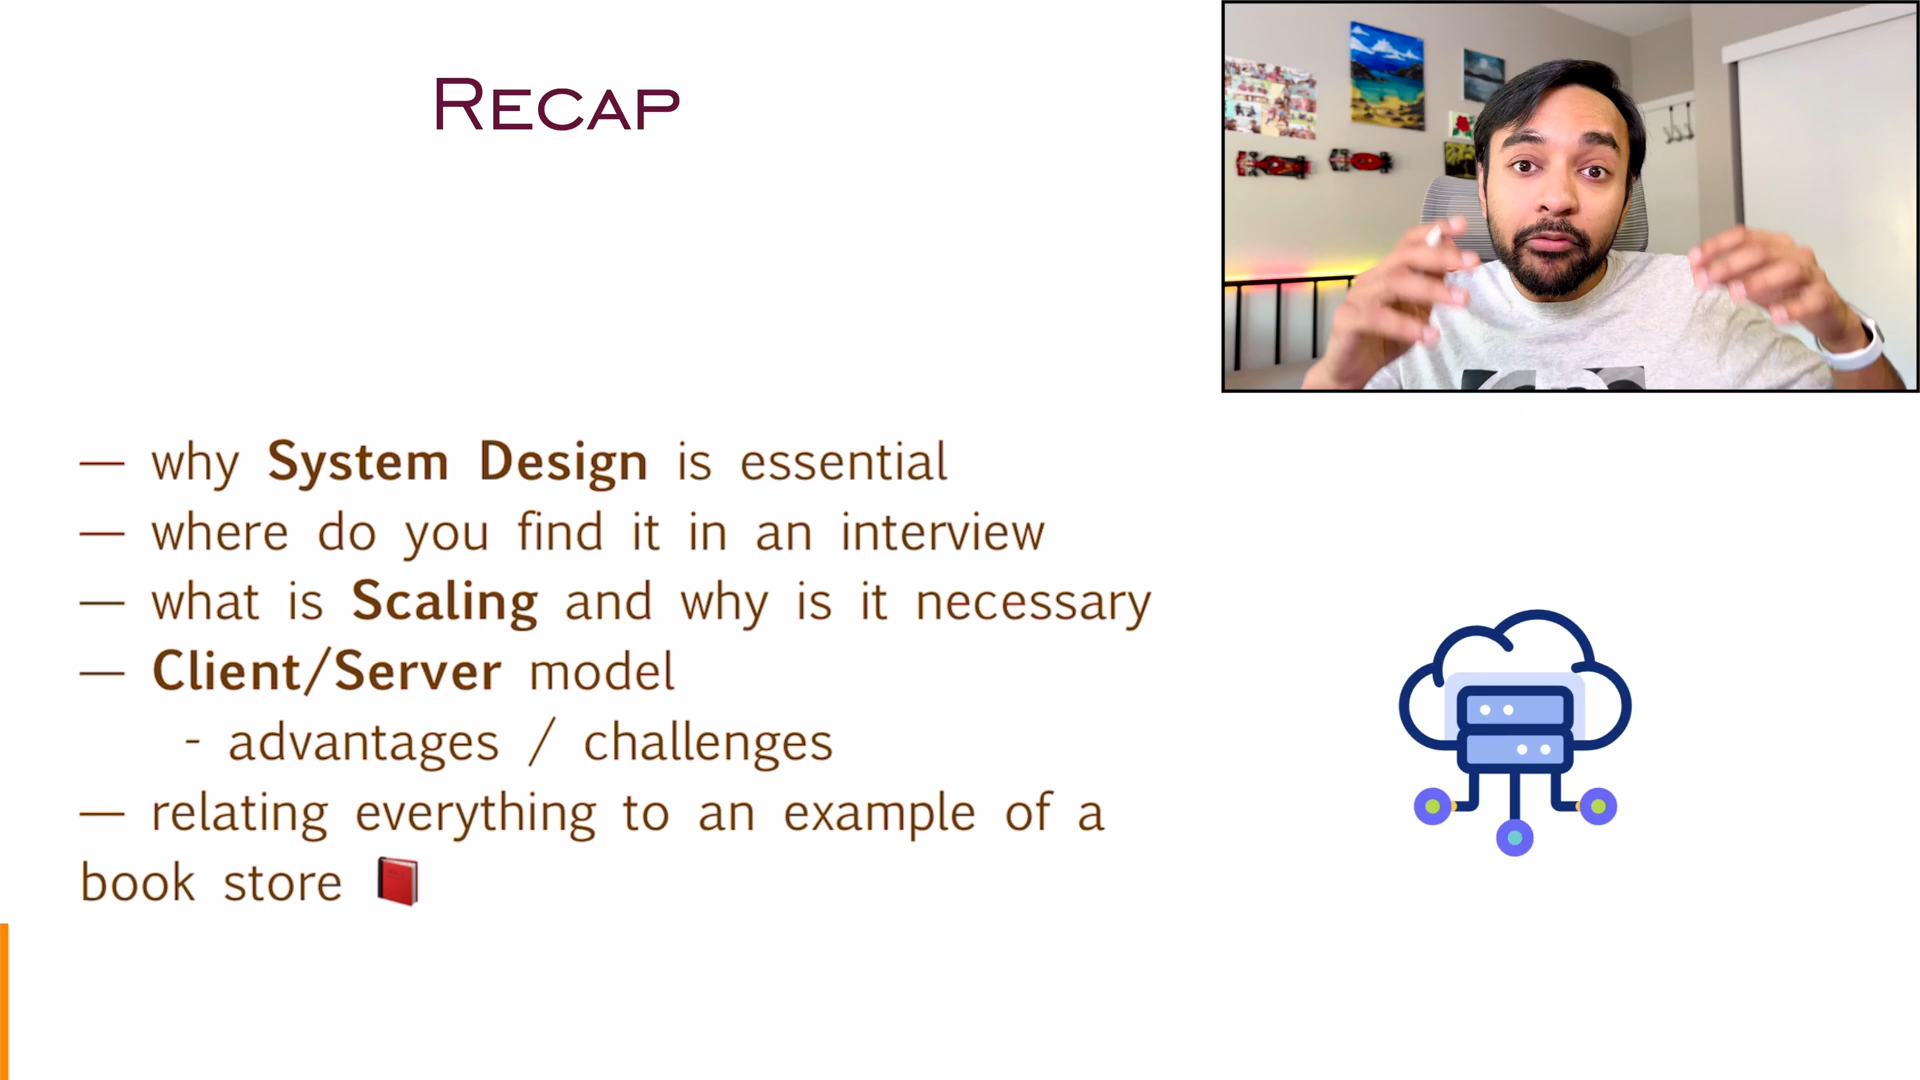 Recap
— why System Design is essential
— where do you find it in an interview
— what is Scaling and why is it necessary
— Client/Server model
- advantages / challenges
— relating everything to an example of a
book store 📕